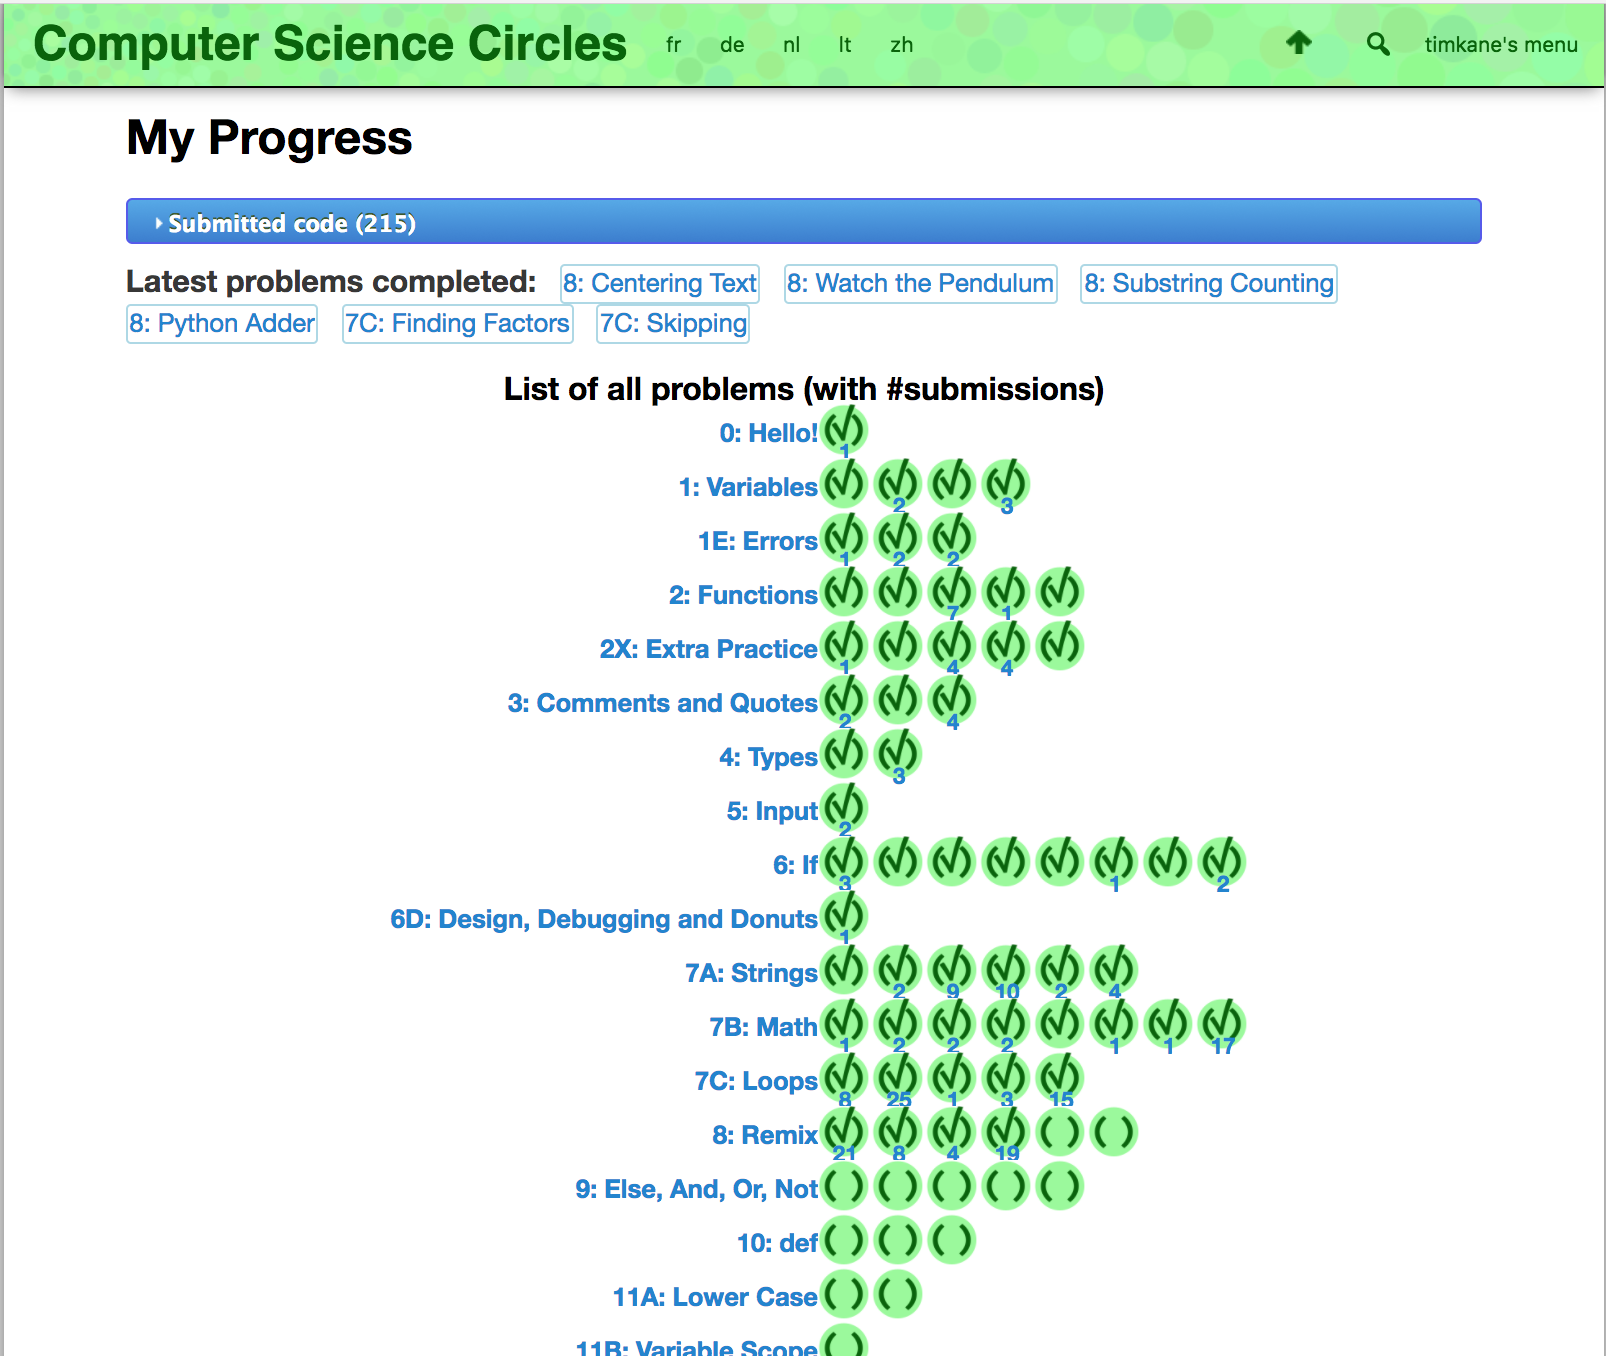 Computer Science Circles fr de nl lt zh timkane's menu
My Progress
Submitted code (215)
Latest problems completed: 8: Centering Text 8: Watch the Pendulum 8: Substring Counting
8: Python Adder 7C: Finding Factors 7C: Skipping
List of all problems (with #submissions)
0: Hello! 1
1: Variables 2 3
1E: Errors 1 2 2
2: Functions 7 1
2X: Extra Practice 1 4 4
3: Comments and Quotes 2 4
4: Types 3
5: Input 2
6: If 3 1 2
6D: Design, Debugging and Donuts 1
7A: Strings 2 9 10 2 4
7B: Math 1 2 2 2 1 1 17
7C: Loops 8 25 1 3 15
8: Remix 21 8 4 19
9: Else, And, Or, Not
10: def
11A: Lower Case
11B: Variable Scope